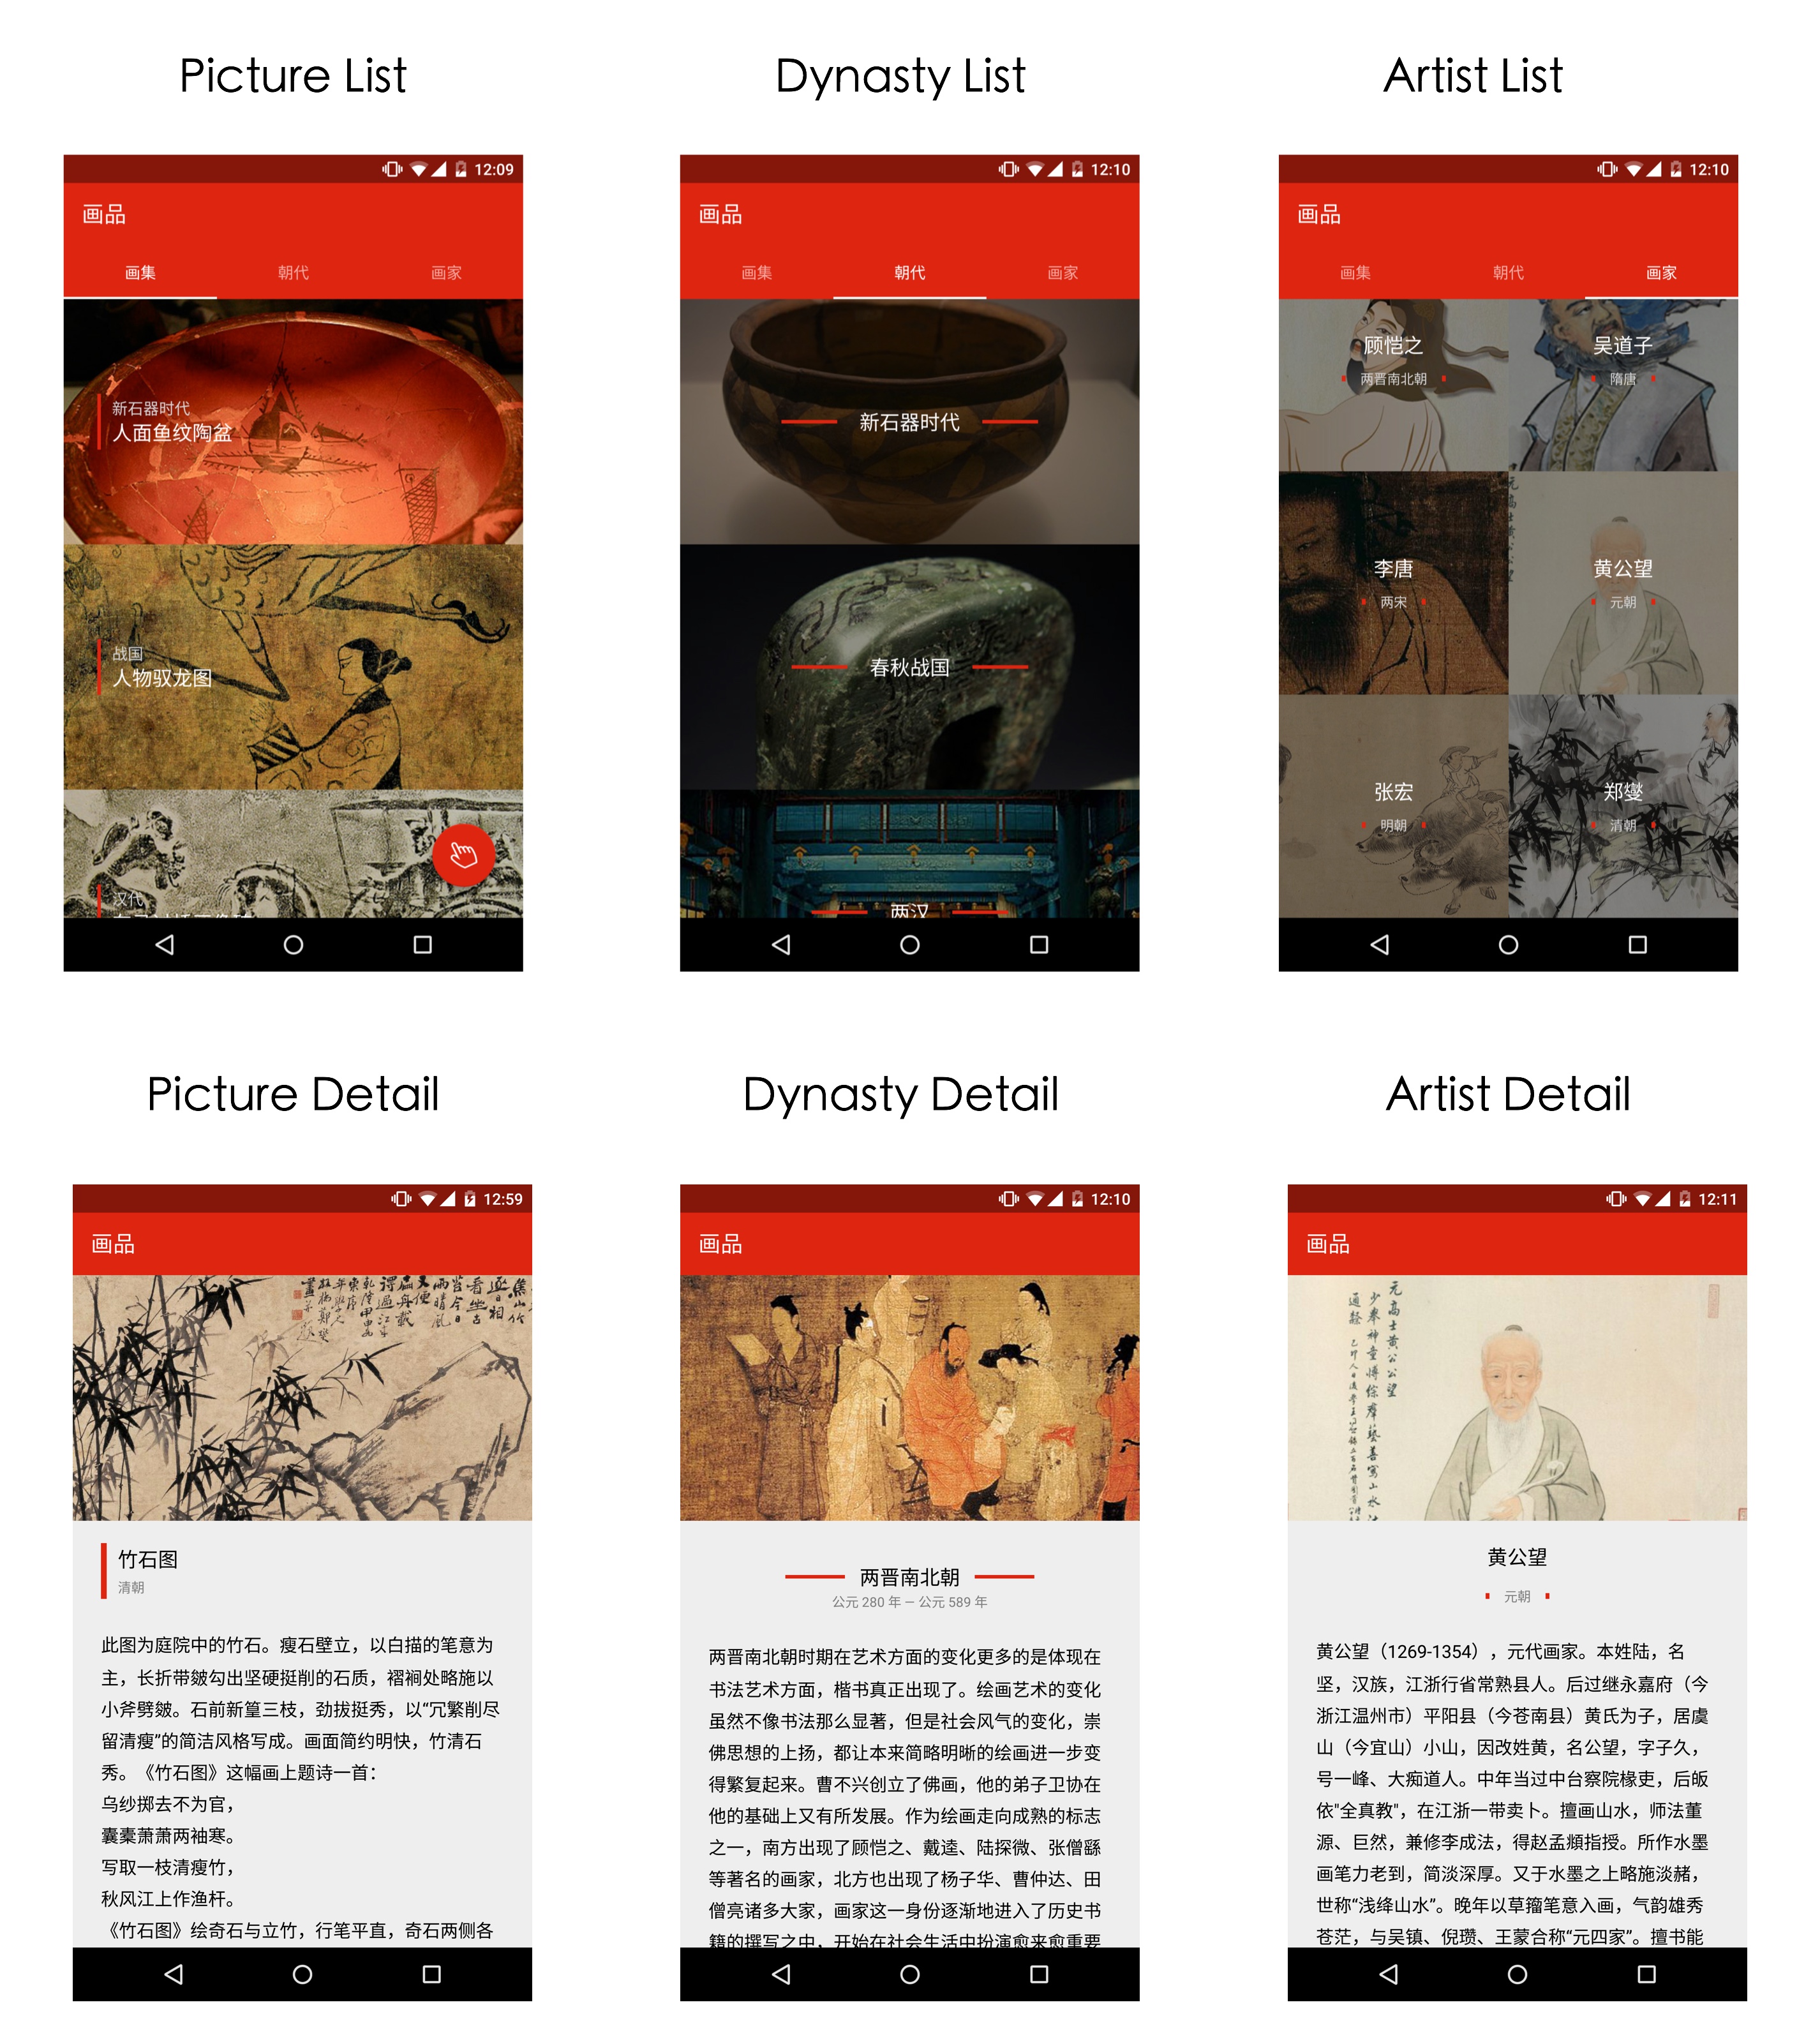 Picture List
Dynasty List
Artist List
12:09
画品
画集
朝代
画家
新石器时代
人面鱼纹陶盆
战国
人物驭龙图
汉代
12:10
画品
画集
朝代
画家
新石器时代
春秋战国
两汉
12:10
画品
画集
朝代
画家
顾恺之
两晋南北朝
吴道子
隋唐
李唐
两宋
黄公望
元朝
张宏
明朝
郑燮
清朝
Picture Detail
Dynasty Detail
Artist Detail
12:59
画品
竹石图
清朝
此图为庭院中的竹石。瘦石壁立，以白描的笔意为
主，长折带皴勾出坚硬挺削的石质，褶裥处略施以
小斧劈皴。石前新篁三枝，劲拔挺秀，以“冗繁削尽
留清瘦”的简洁风格写成。画面简约明快，竹清石
秀。《竹石图》这幅画上题诗一首：
乌纱掷去不为官，
囊橐萧萧两袖寒。
写取一枝清瘦竹，
秋风江上作渔杆。
《竹石图》绘奇石与立竹，行笔平直，奇石两侧各
12:10
画品
两晋南北朝
公元 280 年 – 公元 589 年
两晋南北朝时期在艺术方面的变化更多的是体现在
书法艺术方面，楷书真正出现了。绘画艺术的变化
虽然不像书法那么显著，但是社会风气的变化，崇
佛思想的上扬，都让本来简略明晰的绘画进一步变
得繁复起来。曹不兴创立了佛画，他的弟子卫协在
他的基础上又有所发展。作为绘画走向成熟的标志
之一，南方出现了顾恺之、戴逵、陆探微、张僧繇
等著名的画家，北方也出现了杨子华、曹仲达、田
僧亮诸多大家，画家这一身份逐渐地进入了历史书
籍的撰写之中，开始在社会生活中扮演愈来愈重要
12:11
画品
元高士黄公公望
黄公望
元朝
黄公望（1269-1354），元代画家。本姓陆，名
坚，汉族，江浙行省常熟县人。后过继永嘉府（今
浙江温州市）平阳县（今苍南县）黄氏为子，居虞
山（今宜山）小山，因改姓黄，名公望，字子久，
号一峰、大痴道人。中年当过中台察院椽吏，后皈
依"全真教"，在江浙一带卖卜。擅画山水，师法董
源、巨然，兼修李成法，得赵孟頫指授。所作水墨
画笔力老到，简淡深厚。又于水墨之上略施淡赭，
世称“浅绛山水”。晚年以草籀笔意入画，气韵雄秀
苍茫，与吴镇、倪瓒、王蒙合称“元四家”。擅书能